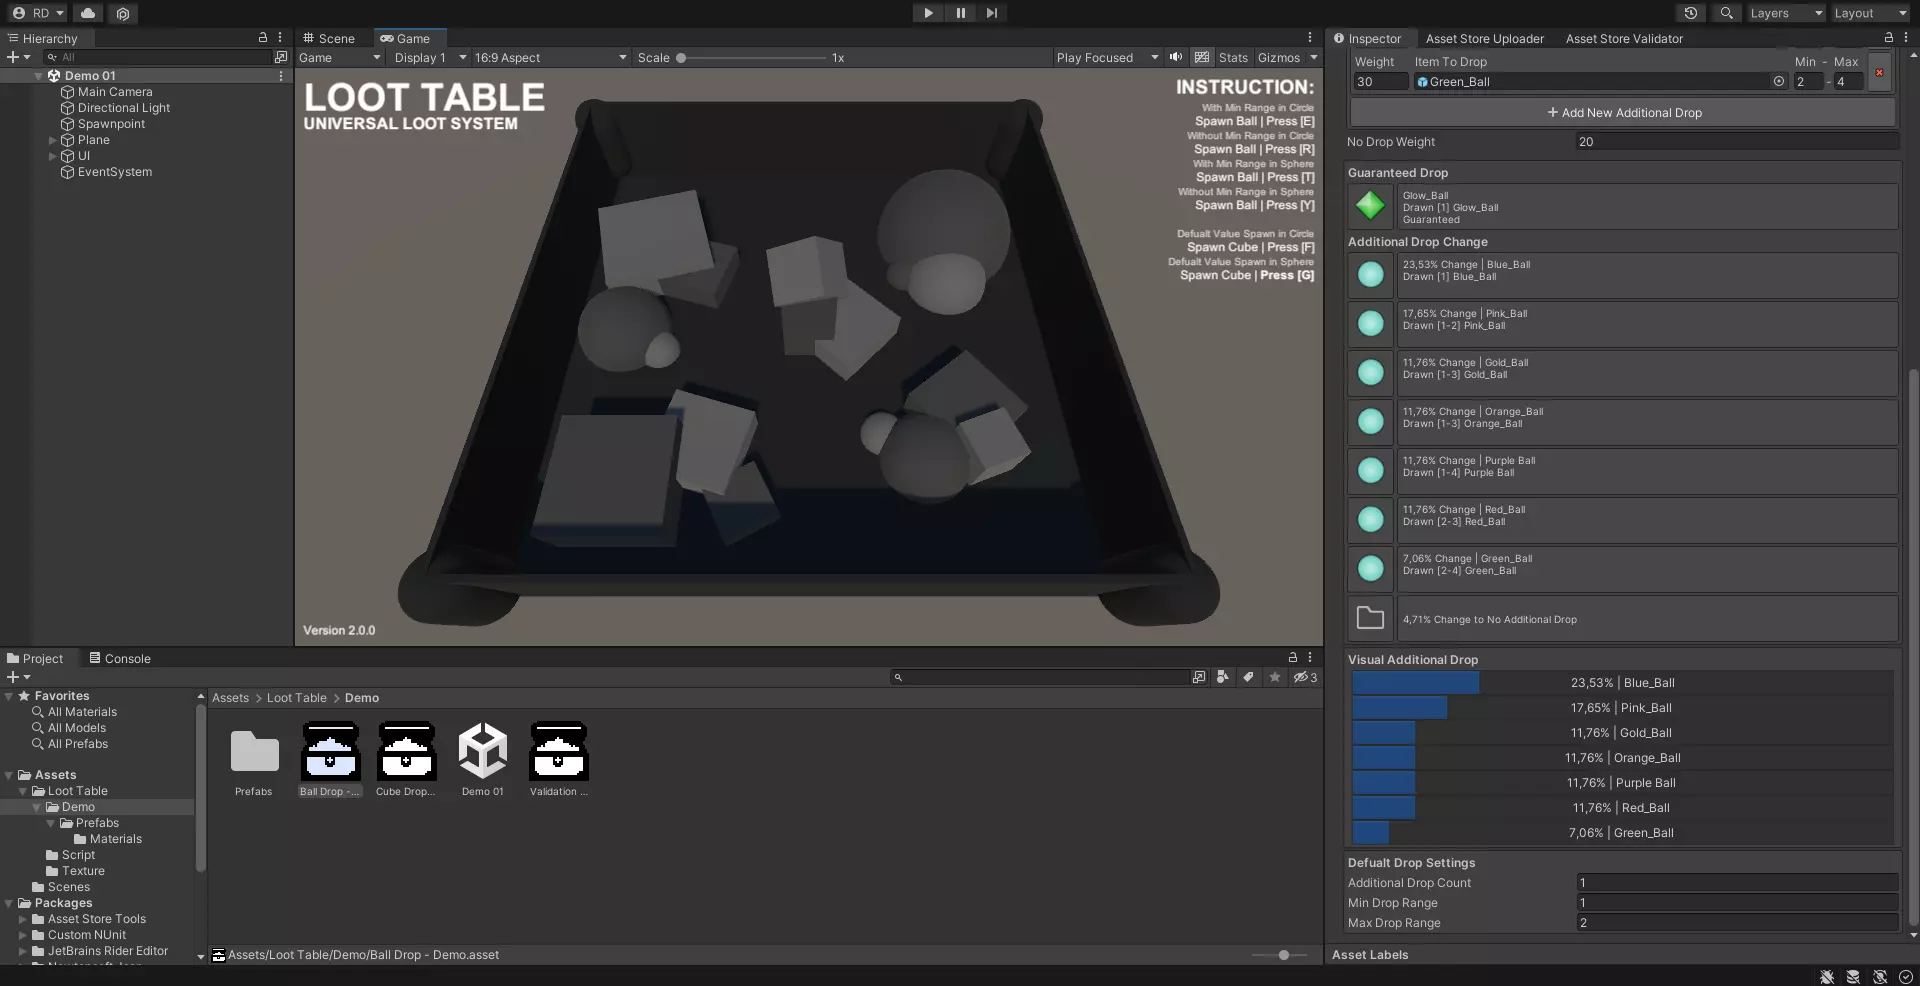 RD
Layers
Layout
Hierarchy
All
Demo 01
Main Camera
Directional Light
Spawnpoint
Plane
UI
EventSystem
Scene
Game
Game
Display 1
16:9 Aspect
Scale
1x
Play Focused
Stats
Gizmos
LOOT TABLE
UNIVERSAL LOOT SYSTEM
INSTRUCTION:
With Min Range in Circle
Spawn Ball | Press [E]
Without Min Range in Circle
Spawn Ball | Press [R]
With Min Range in Sphere
Spawn Ball | Press [T]
Without Min Range in Sphere
Spawn Ball | Press [Y]
Defualt Value Spawn in Circle
Spawn Cube | Press [F]
Defualt Value Spawn in Sphere
Spawn Cube | Press [G]
Version 2.0.0
Inspector
Asset Store Uploader
Asset Store Validator
Weight
Item To Drop
Min - Max
30
Green_Ball
2 - 4
+ Add New Additional Drop
No Drop Weight
20
Guaranteed Drop
Glow_Ball
Drawn [1] Glow_Ball
Guaranteed
Additional Drop Change
23,53% Change | Blue_Ball
Drawn [1] Blue_Ball
17,65% Change | Pink_Ball
Drawn [1-2] Pink_Ball
11,76% Change | Gold_Ball
Drawn [1-3] Gold_Ball
11,76% Change | Orange_Ball
Drawn [1-3] Orange_Ball
11,76% Change | Purple Ball
Drawn [1-4] Purple Ball
11,76% Change | Red_Ball
Drawn [2-3] Red_Ball
7,06% Change | Green_Ball
Drawn [2-4] Green_Ball
4,71% Change to No Additional Drop
Visual Additional Drop
23,53% | Blue_Ball
17,65% | Pink_Ball
11,76% | Gold_Ball
11,76% | Orange_Ball
11,76% | Purple Ball
11,76% | Red_Ball
7,06% | Green_Ball
Defualt Drop Settings
Additional Drop Count
1
Min Drop Range
1
Max Drop Range
2
Asset Labels
Project
Console
3
Favorites
All Materials
All Models
All Prefabs
Assets
Loot Table
Demo
Prefabs
Materials
Script
Texture
Scenes
Packages
Asset Store Tools
Custom NUnit
JetBrains Rider Editor
Assets > Loot Table > Demo
Prefabs
Ball Drop -...
Cube Drop...
Demo 01
Validation ...
Assets/Loot Table/Demo/Ball Drop - Demo.asset